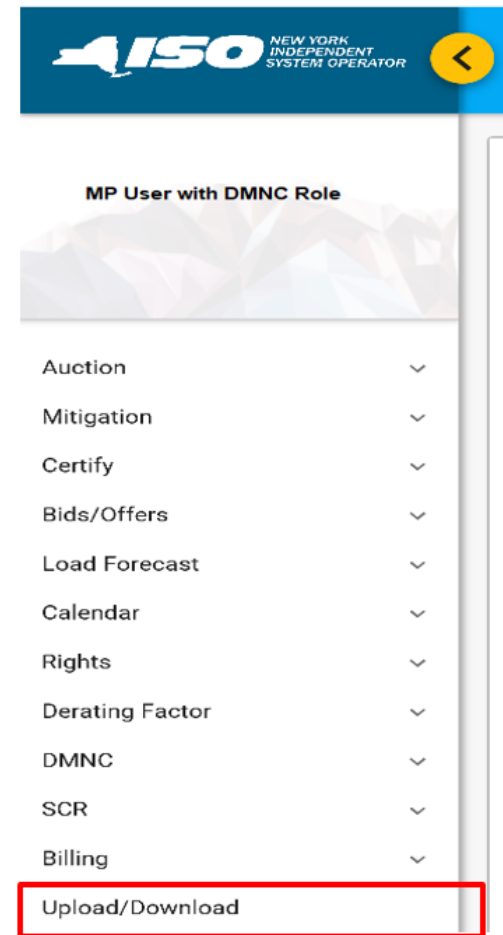 ISO
NEW YORK
INDEPENDENT
SYSTEM OPERATOR
MP User with DMNC Role
Auction
Mitigation
Certify
Bids/Offers
Load Forecast
Calendar
Rights
Derating Factor
DMNC
SCR
Billing
Upload/Download